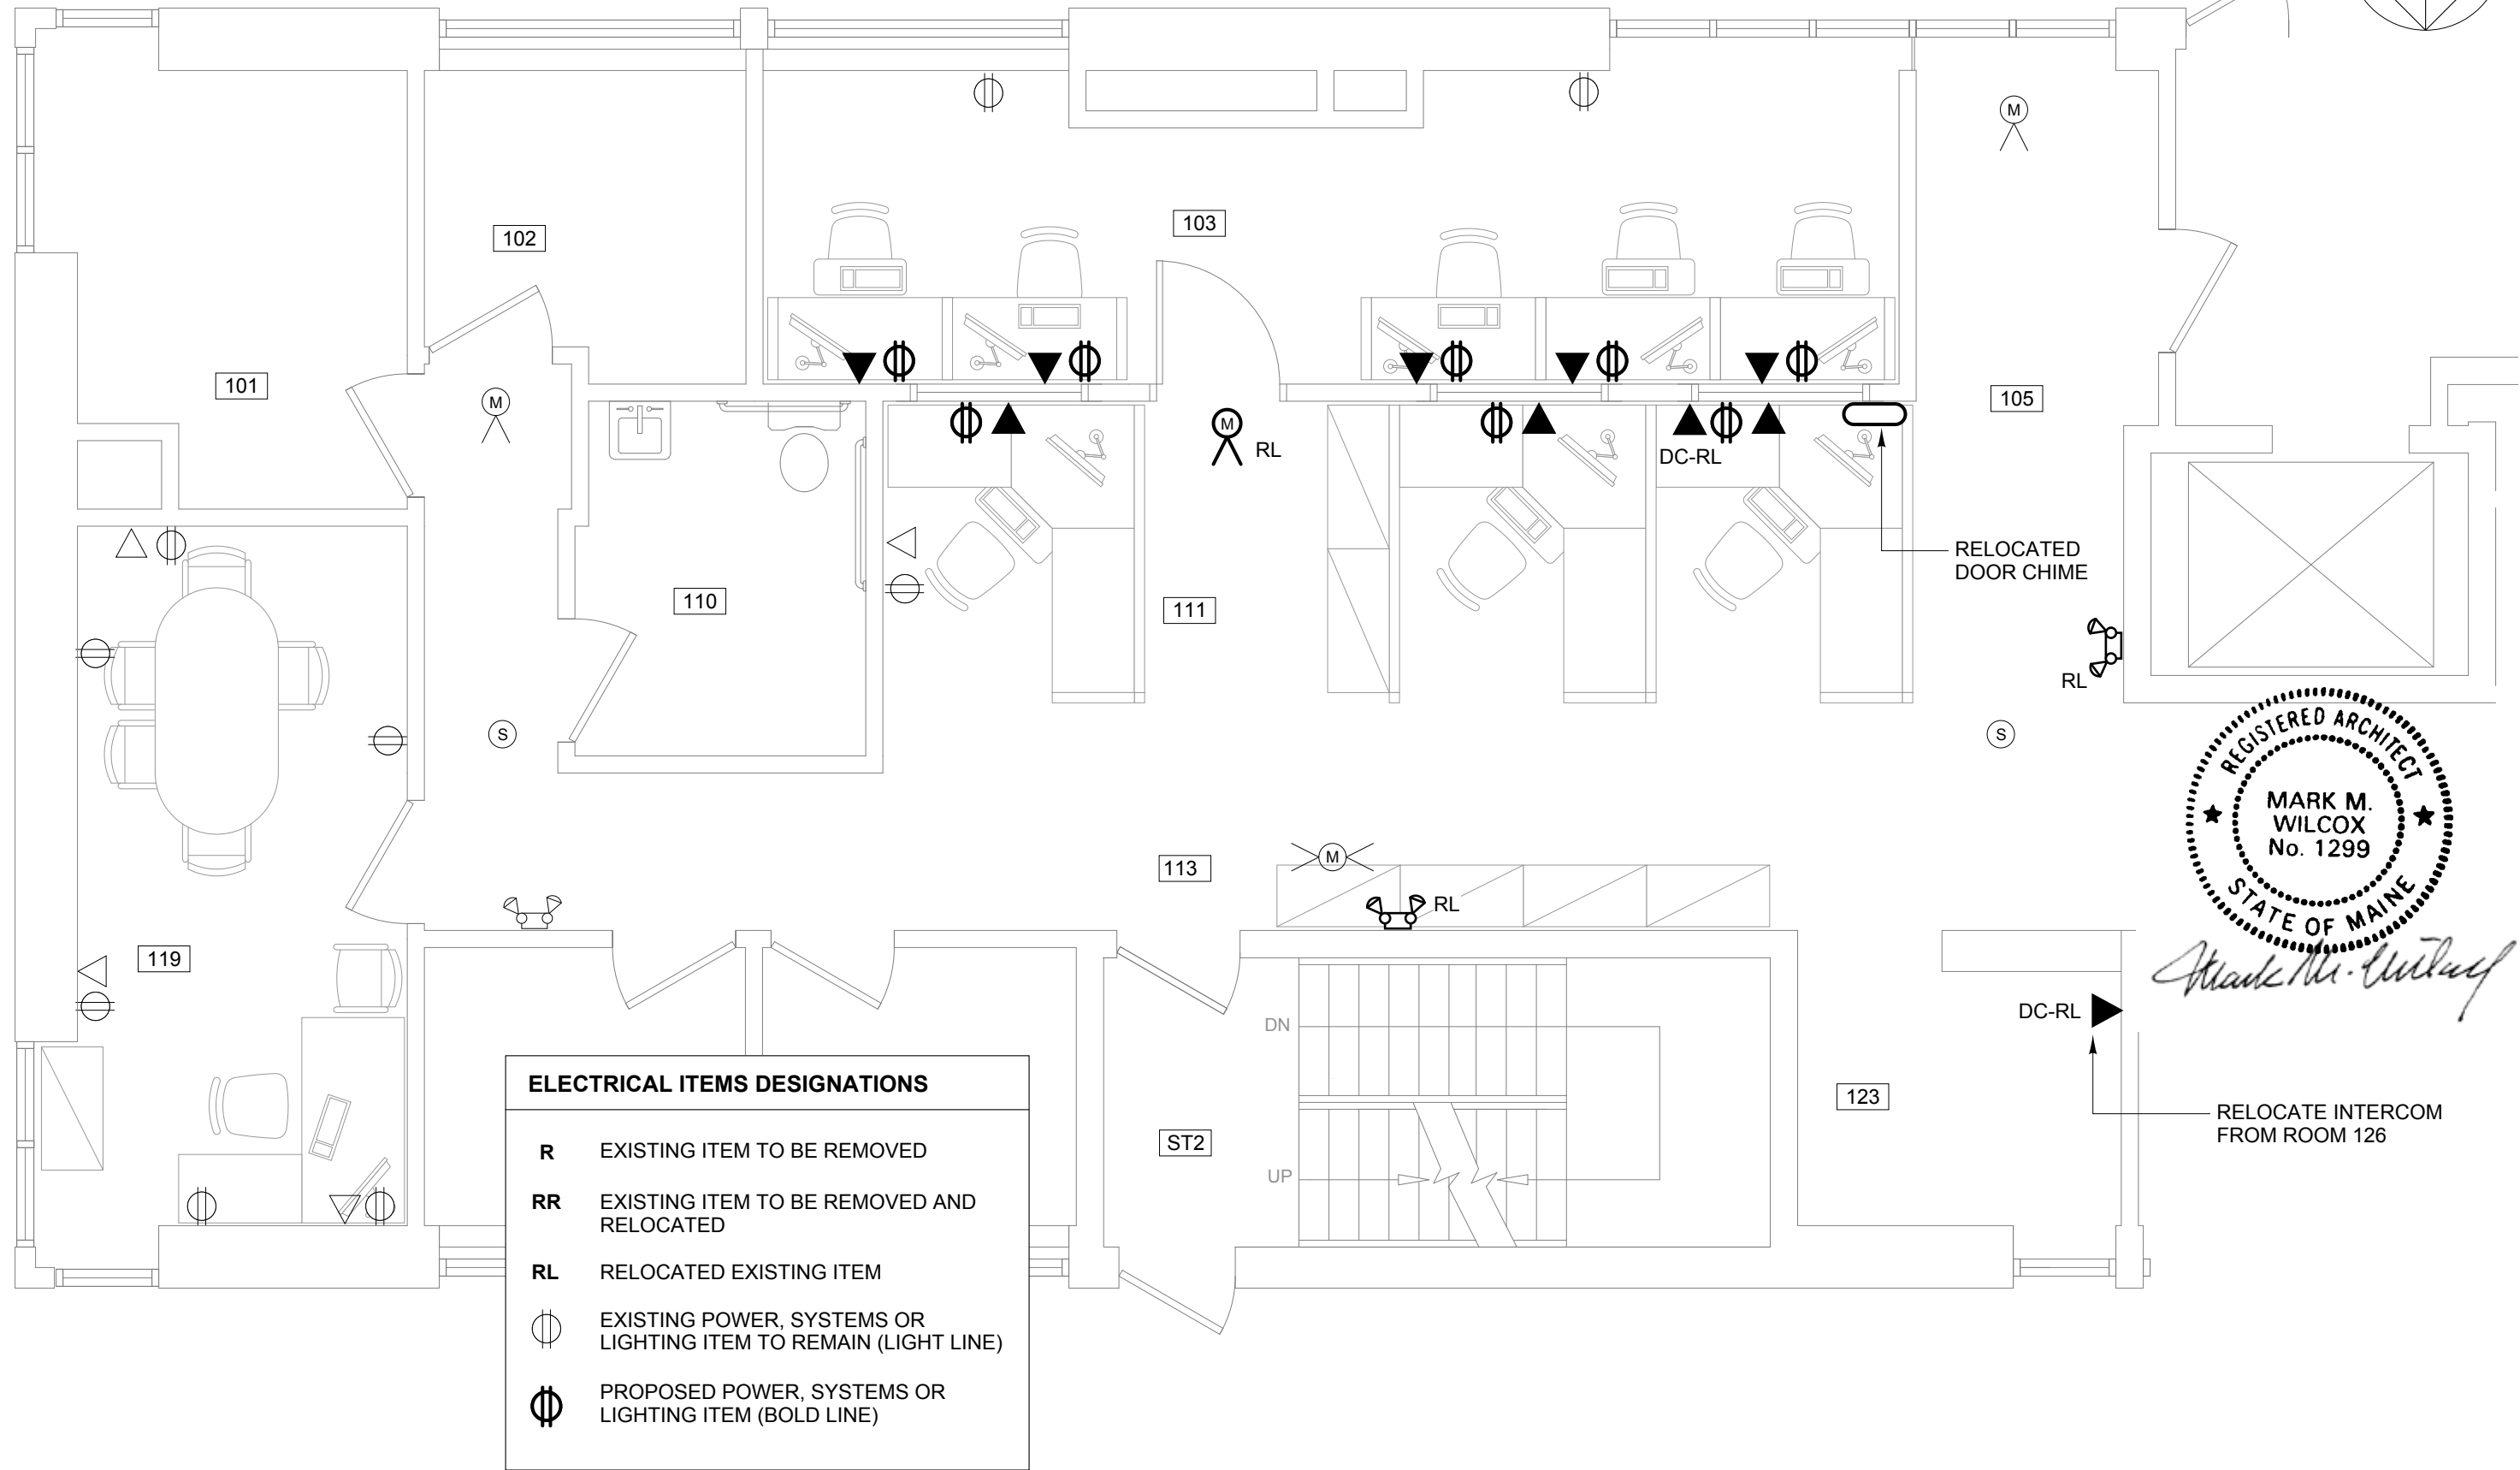 M
102
103
101
M
105
M
RL
DC-RL
RELOCATED
DOOR CHIME
110
111
RL
S
S
REGISTERED ARCHITECT
MARK M.
WILCOX
No. 1299
STATE OF MAINE
113
M
RL
119
DN
DC-RL
UP
ST2
123
RELOCATE INTERCOM
FROM ROOM 126
ELECTRICAL ITEMS DESIGNATIONS
R EXISTING ITEM TO BE REMOVED
RR EXISTING ITEM TO BE REMOVED AND
RELOCATED
RL RELOCATED EXISTING ITEM
EXISTING POWER, SYSTEMS OR
LIGHTING ITEM TO REMAIN (LIGHT LINE)
PROPOSED POWER, SYSTEMS OR
LIGHTING ITEM (BOLD LINE)